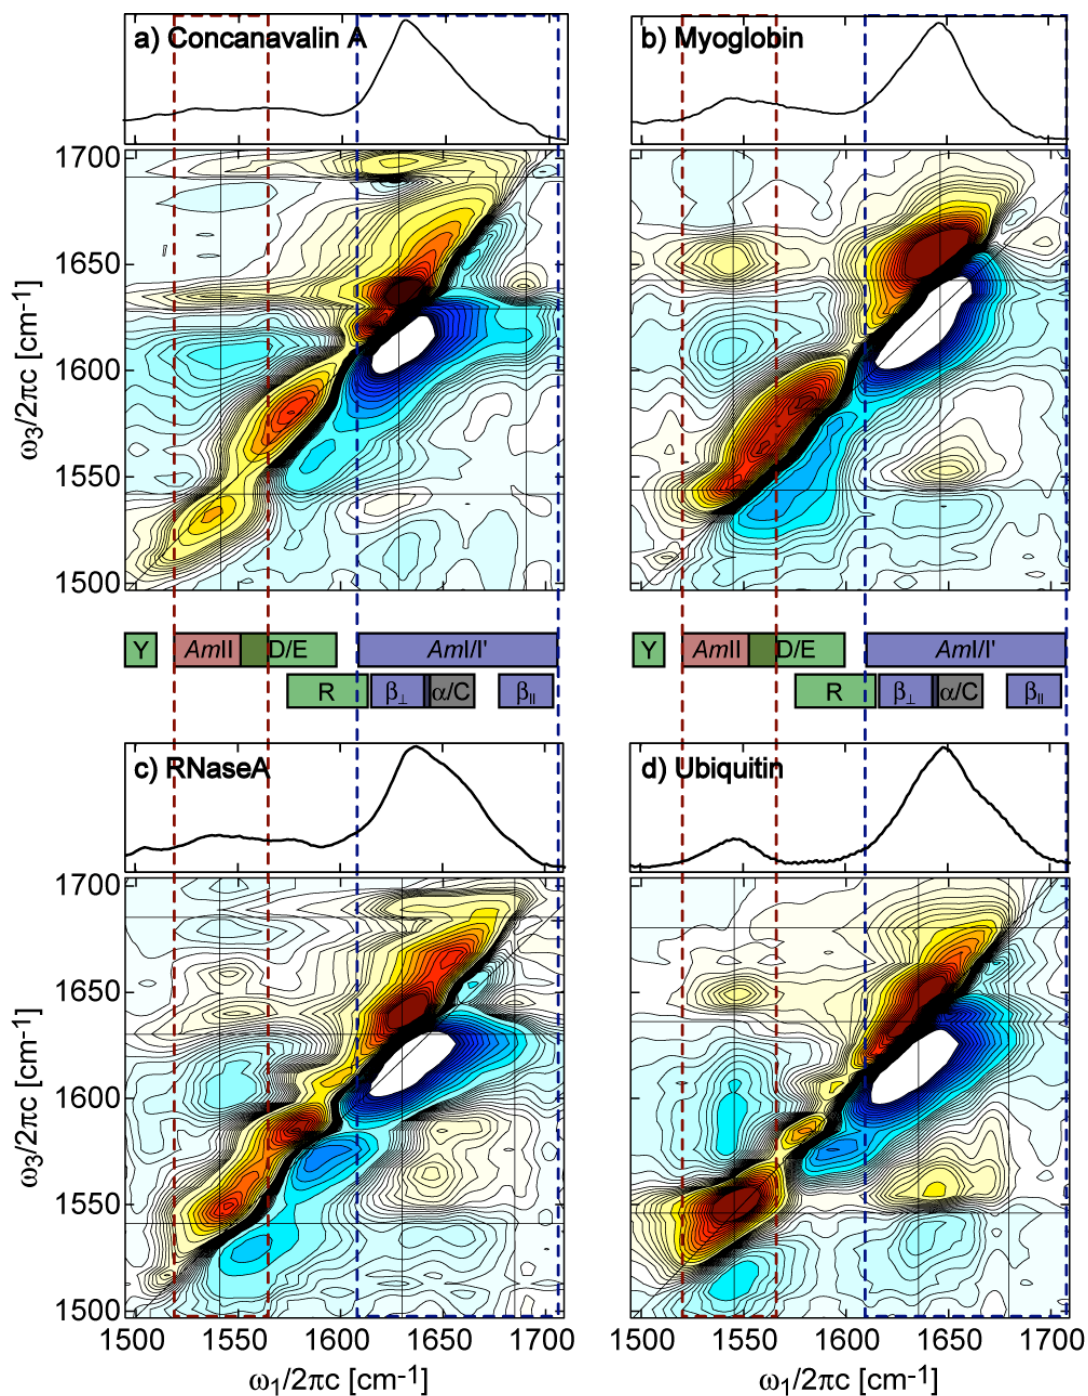 a) Concanavalin A
b) Myoglobin
1700
1650
1600
1550
1500
ω3/2πc [cm-1]
Y
AmII
D/E
AmI/I'
R
β⊥
α/C
β||
Y
AmII
D/E
AmI/I'
R
β⊥
α/C
β||
c) RNaseA
d) Ubiquitin
1700
1650
1600
1550
1500
ω3/2πc [cm-1]
1500 1550 1600 1650 1700
1500 1550 1600 1650 1700
ω1/2πc [cm-1]
ω1/2πc [cm-1]